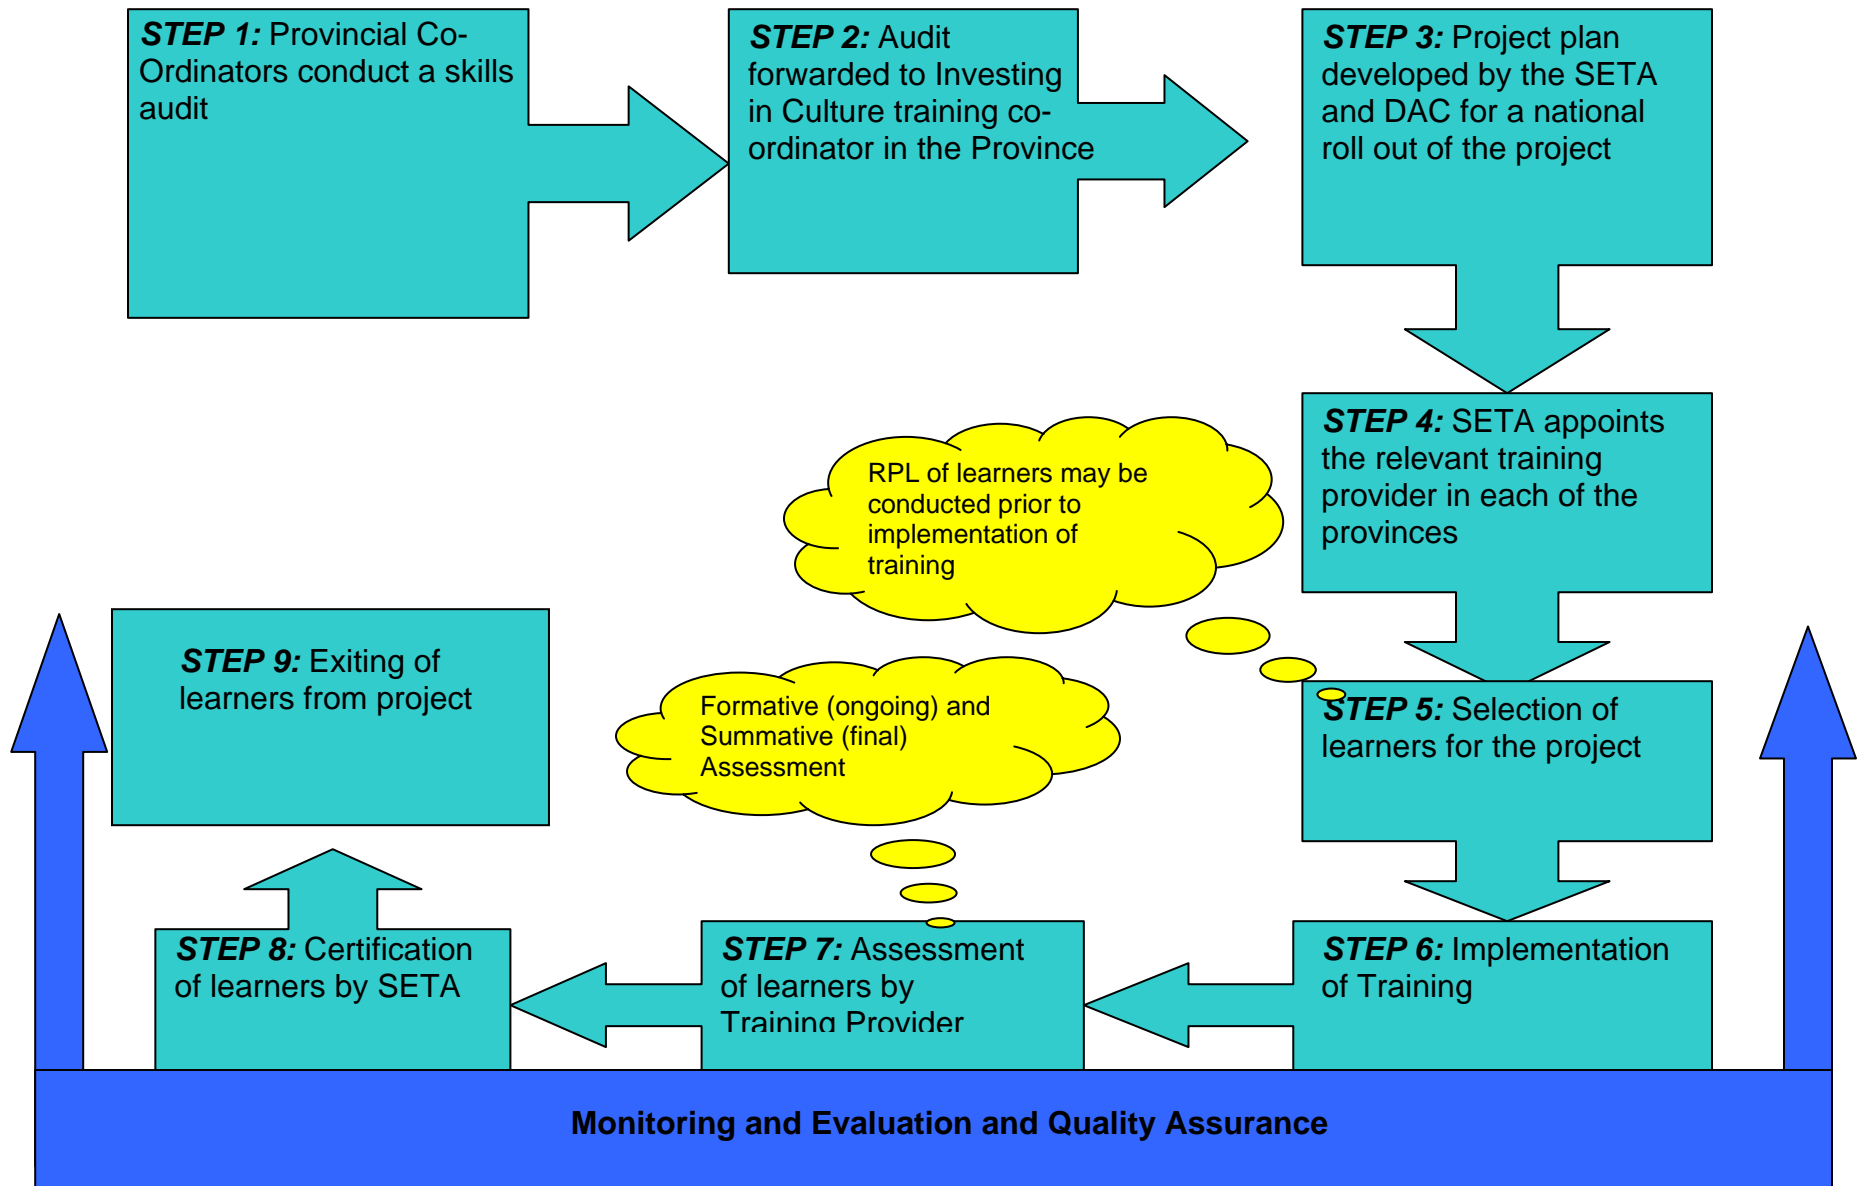 STEP 1: Provincial Co-
Ordinators conduct a skills
audit
STEP 2: Audit
forwarded to Investing
in Culture training co-
ordinator in the Province
STEP 3: Project plan
developed by the SETA
and DAC for a national
roll out of the project
STEP 4: SETA appoints
the relevant training
provider in each of the
provinces
RPL of learners may be
conducted prior to
implementation of
training
STEP 5: Selection of
learners for the project
STEP 6: Implementation
of Training
Formative (ongoing) and
Summative (final)
Assessment
STEP 7: Assessment
of learners by
Training Provider
STEP 8: Certification
of learners by SETA
STEP 9: Exiting of
learners from project
Monitoring and Evaluation and Quality Assurance